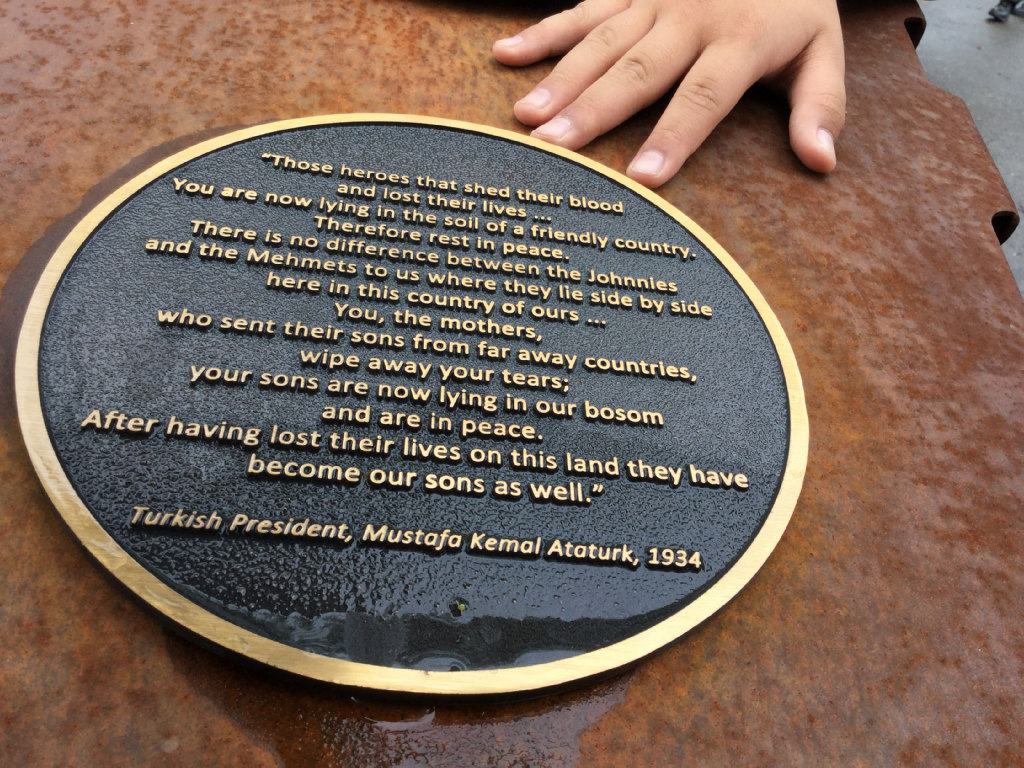 "Those heroes that shed their blood
and lost their lives ...
You are now lying in the soil of a friendly country.
Therefore rest in peace.
There is no difference between the Johnnies
and the Mehmets to us where they lie side by side
here in this country of ours ...
You, the mothers,
who sent their sons from far away countries,
wipe away your tears;
your sons are now lying in our bosom
and are in peace.
After having lost their lives on this land they have
become our sons as well."
Turkish President, Mustafa Kemal Ataturk, 1934